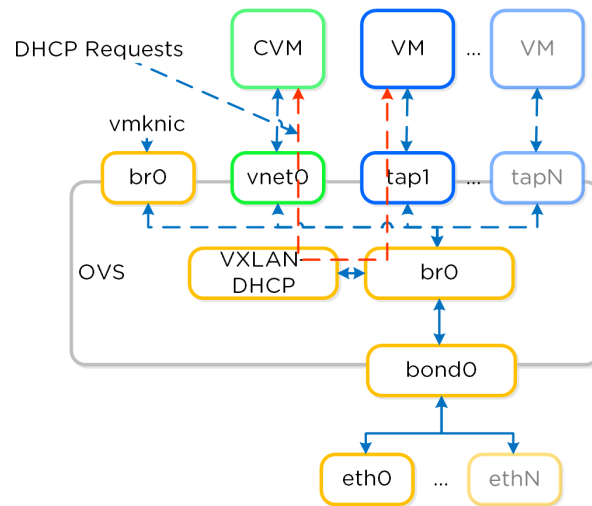 DHCP Requests
CVM
VM
...
VM
vmknic
br0
vnet0
tap1
...
tapN
OVS
VXLAN-
DHCP
br0
bond0
eth0
...
ethN